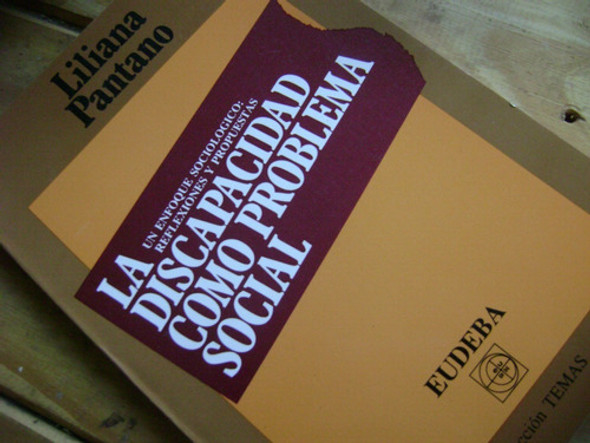 Liliana
Pantano
LA
DISCAPACIDAD
COMO PROBLEMA
SOCIAL
UN ENFOQUE SOCIOLOGICO:
REFLEXIONES Y PROPUESTAS
EUDEBA
TEMAS